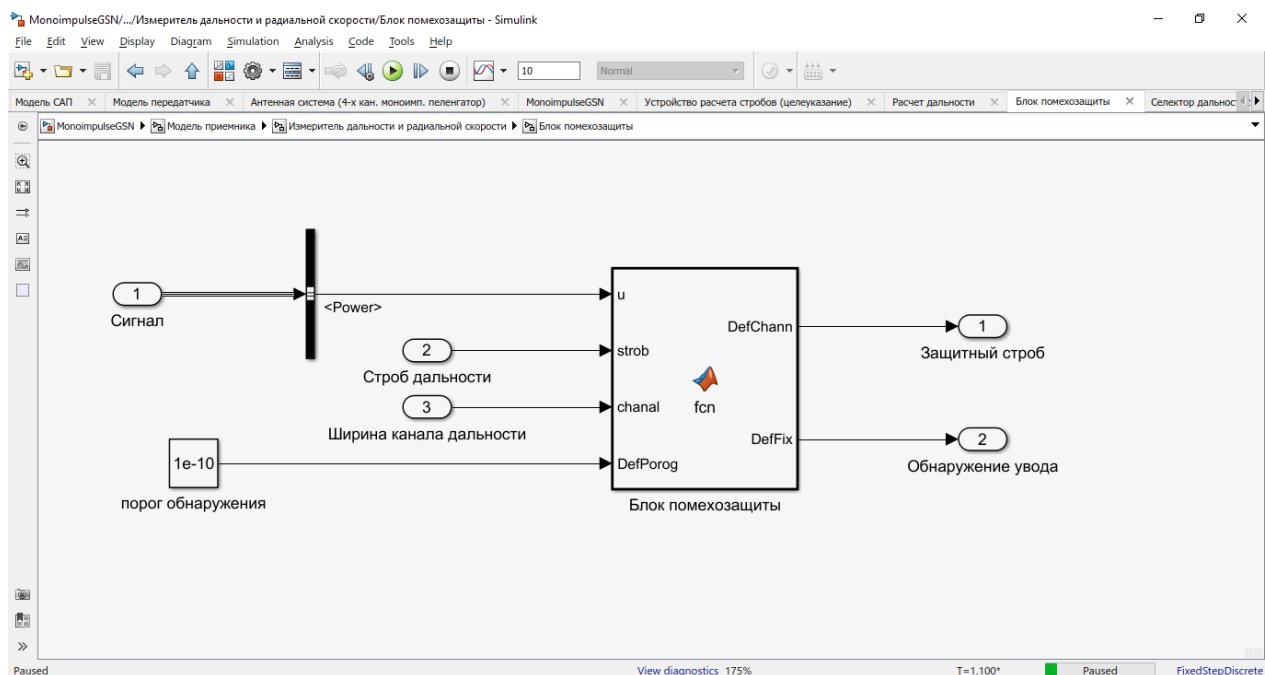 MonoimpulseGSN/.../Измеритель дальности и радиальной скорости/Блок помехозащиты - Simulink
File Edit View Display Diagram Simulation Analysis Code Tools Help
10 Normal
Модель САП Модель передатчика Антенная система (4-х кан. моноимп. пеленгатор) MonoimpulseGSN Устройство расчета стробов (целеуказание) Расчет дальности Блок помехозащиты Селектор дальнос
MonoimpulseGSN Модель приемника Измеритель дальности и радиальной скорости Блок помехозащиты
1
Сигнал
<Power>
2
Строб дальности
3
Ширина канала дальности
1e-10
порог обнаружения
u
strob
chanal
DefPorog
fcn
DefChann
DefFix
Блок помехозащиты
1
Защитный строб
2
Обнаружение увода
Paused View diagnostics 175% T=1.100* Paused FixedStepDiscrete